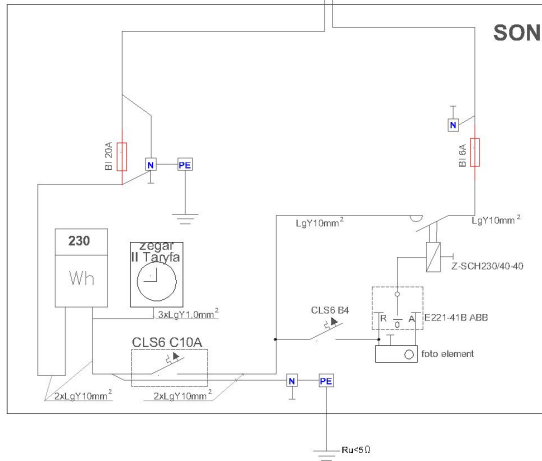 SON
N
BI 20A
BI 6A
N
PE
LgY10mm²
LgY10mm²
230
Wh
Zegar
II Taryfa
Z-SCH230/40-40
3xLgY1.0mm²
CLS6 B4
R
0
A
E221-41B ABB
CLS6 C10A
foto element
N
PE
2xLgY10mm²
2xLgY10mm²
Ru<5Ω